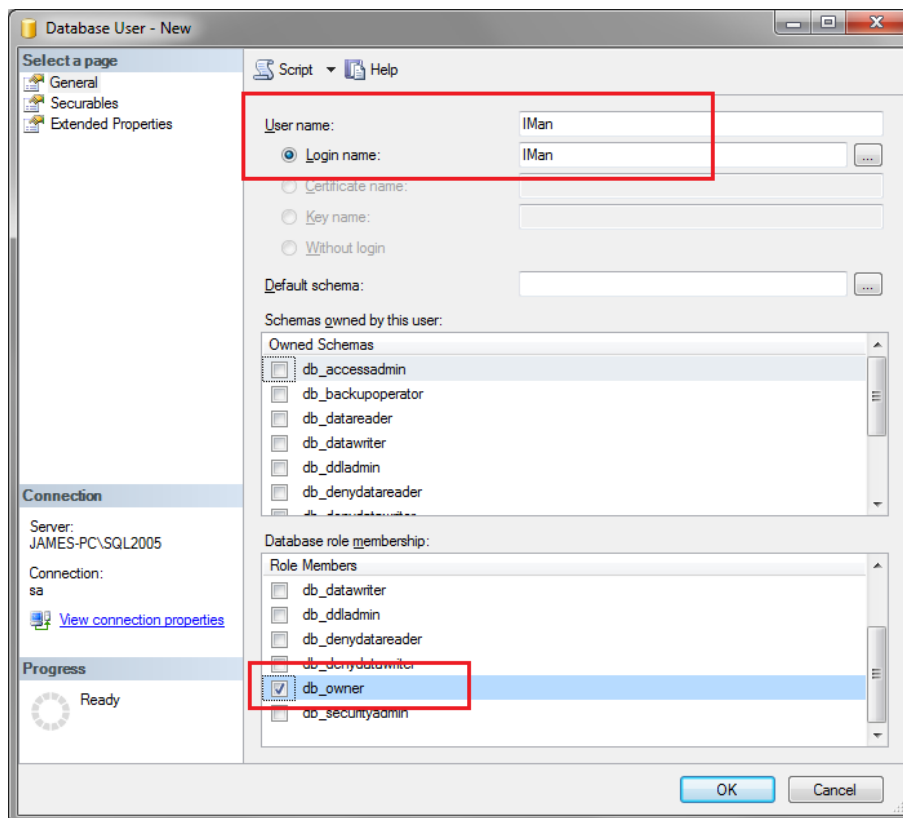 Database User - New
Select a page
General
Securables
Extended Properties
Script Help
User name: IMan
Login name: IMan ...
Certificate name:
Key name:
Without login
Default schema: ...
Schemas owned by this user:
Owned Schemas
db_accessadmin
db_backupoperator
db_datareader
db_datawriter
db_ddladmin
db_denydatareader
db_denydatawriter
Database role membership:
Role Members
db_datawriter
db_ddladmin
db_denydatareader
db_denydatawriter
db_owner
db_securityadmin
Connection
Server:
JAMES-PC\SQL2005
Connection:
sa
View connection properties
Progress
Ready
OK Cancel